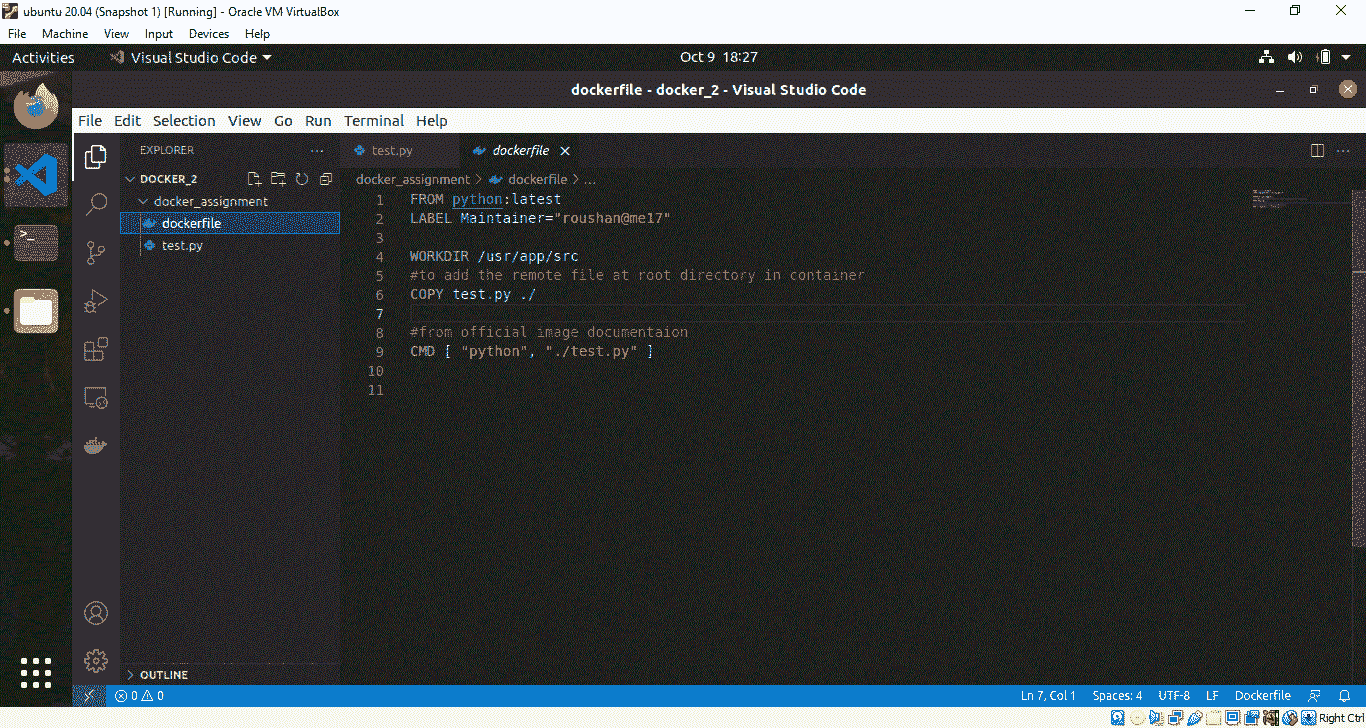 ubuntu 20.04 (Snapshot 1) [Running] - Oracle VM VirtualBox
File Machine View Input Devices Help
Activities Visual Studio Code Oct 9 18:27
dockerfile - docker_2 - Visual Studio Code
File Edit Selection View Go Run Terminal Help
EXPLORER ... test.py dockerfile ...
DOCKER_2 docker_assignment > dockerfile > ...
docker_assignment
dockerfile
test.py
1 FROM python:latest
2 LABEL Maintainer="roushan@me17"
3
4 WORKDIR /usr/app/src
5 #to add the remote file at root directory in container
6 COPY test.py ./
7
8 #from official image documentaion
9 CMD [ "python", "./test.py" ]
10
11
OUTLINE
0 0 Ln 7, Col 1 Spaces: 4 UTF-8 LF Dockerfile
Right Ctrl